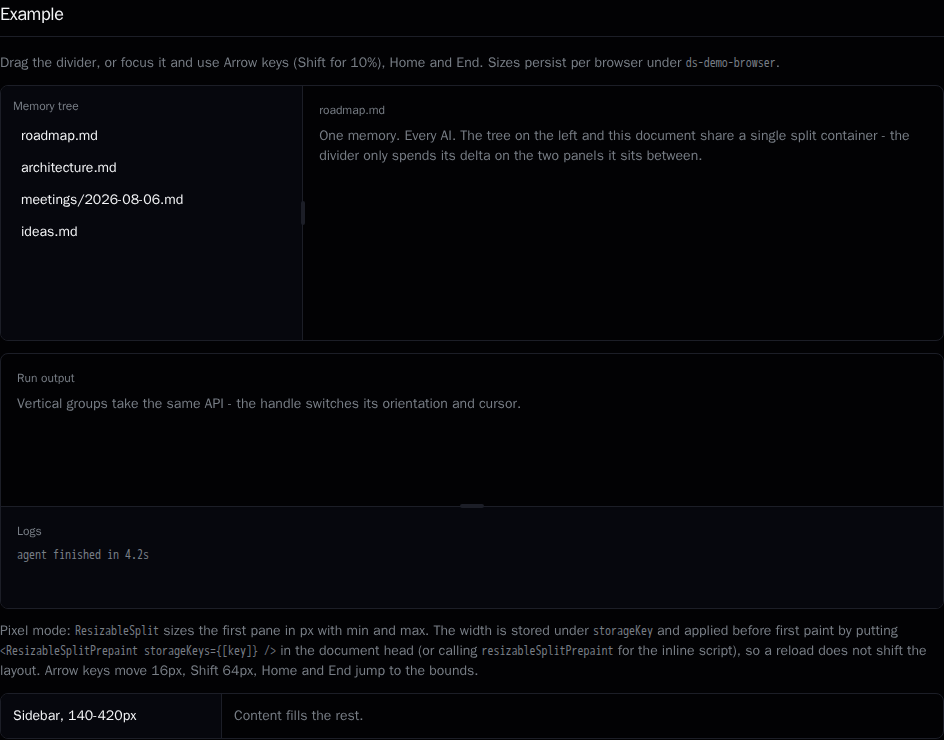 Example
Drag the divider, or focus it and use Arrow keys (Shift for 10%), Home and End. Sizes persist per browser under ds-demo-browser.
Memory tree
roadmap.md
architecture.md
meetings/2026-08-06.md
ideas.md
roadmap.md
One memory. Every AI. The tree on the left and this document share a single split container - the
divider only spends its delta on the two panels it sits between.
Run output
Vertical groups take the same API - the handle switches its orientation and cursor.
Logs
agent finished in 4.2s
Pixel mode: ResizableSplit sizes the first pane in px with min and max. The width is stored under storageKey and applied before first paint by putting
<ResizableSplitPrepaint storageKeys={[key]} /> in the document head (or calling resizableSplitPrepaint for the inline script), so a reload does not shift the
layout. Arrow keys move 16px, Shift 64px, Home and End jump to the bounds.
Sidebar, 140-420px
Content fills the rest.